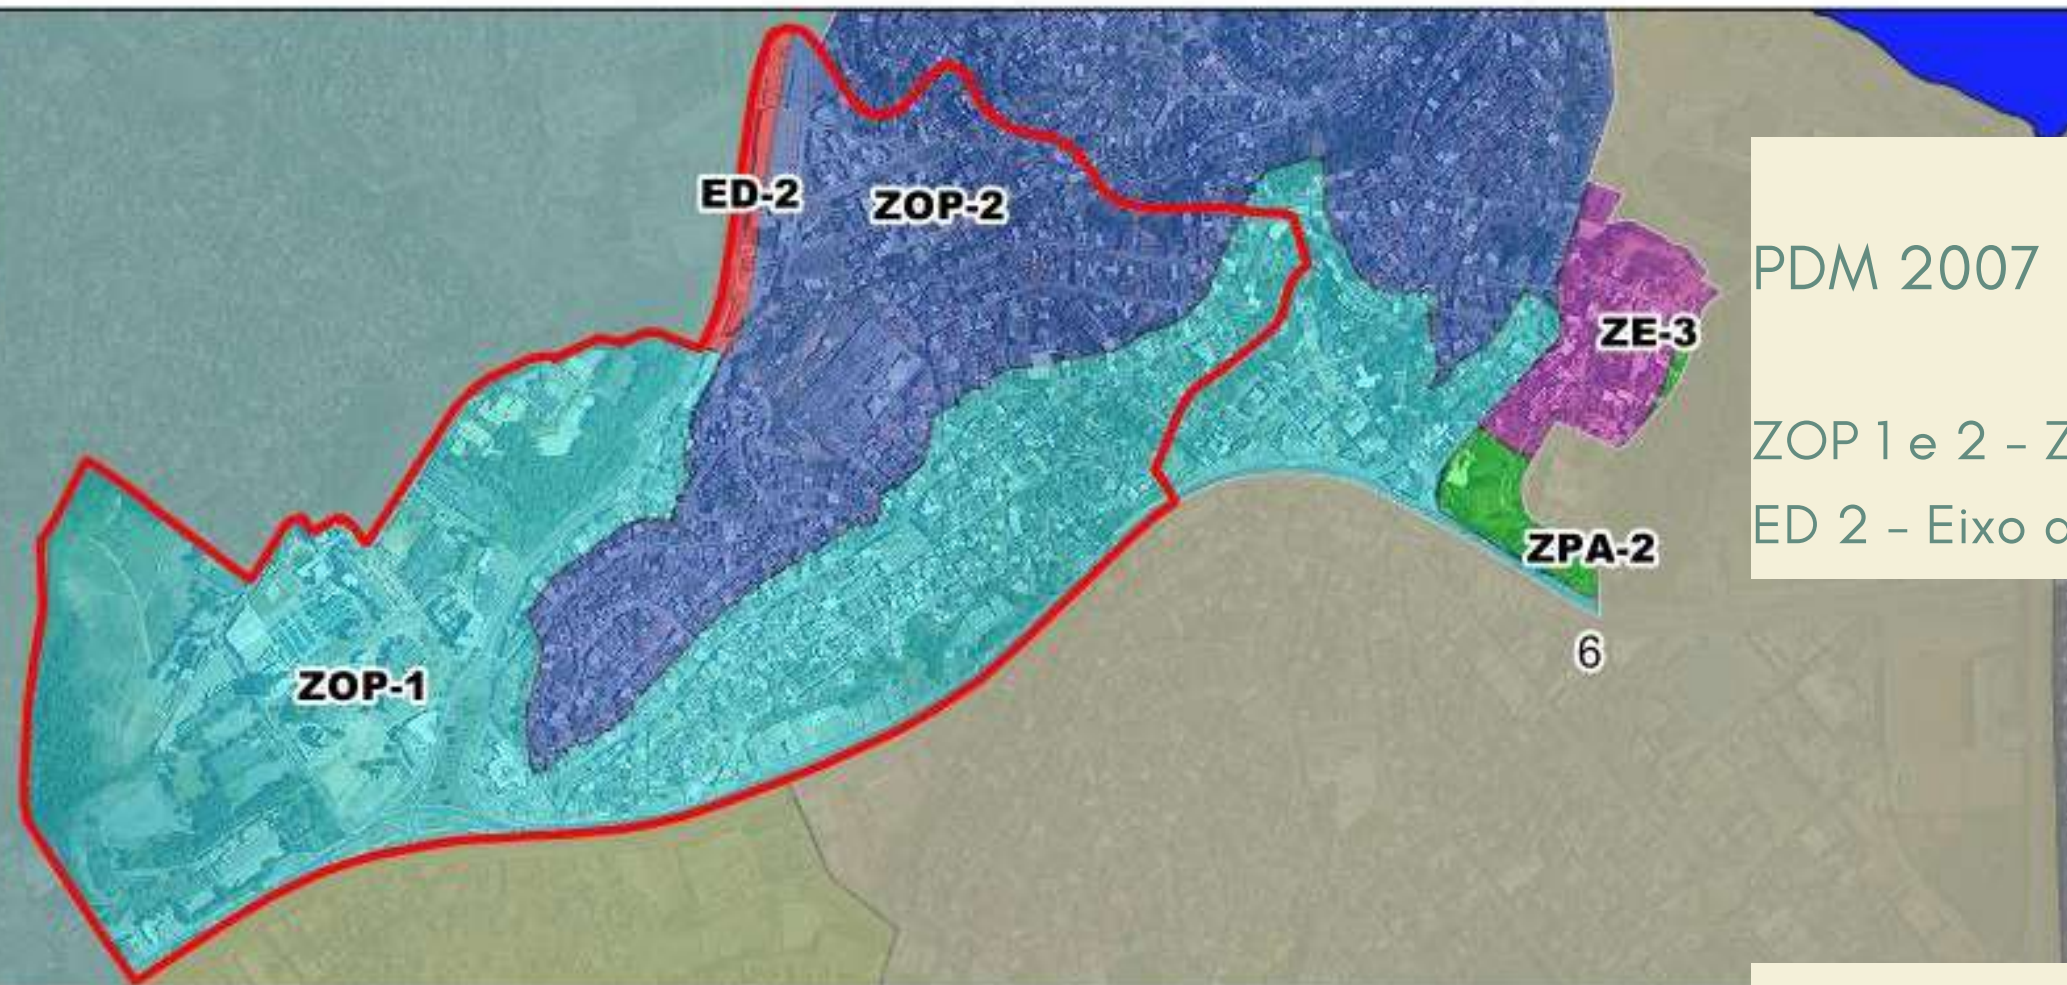 ED-2
ZOP-2
PDM 2007
ZE-3
ZOP 1 e 2 –
ED 2 – Eixo
ZPA-2
6
ZOP-1